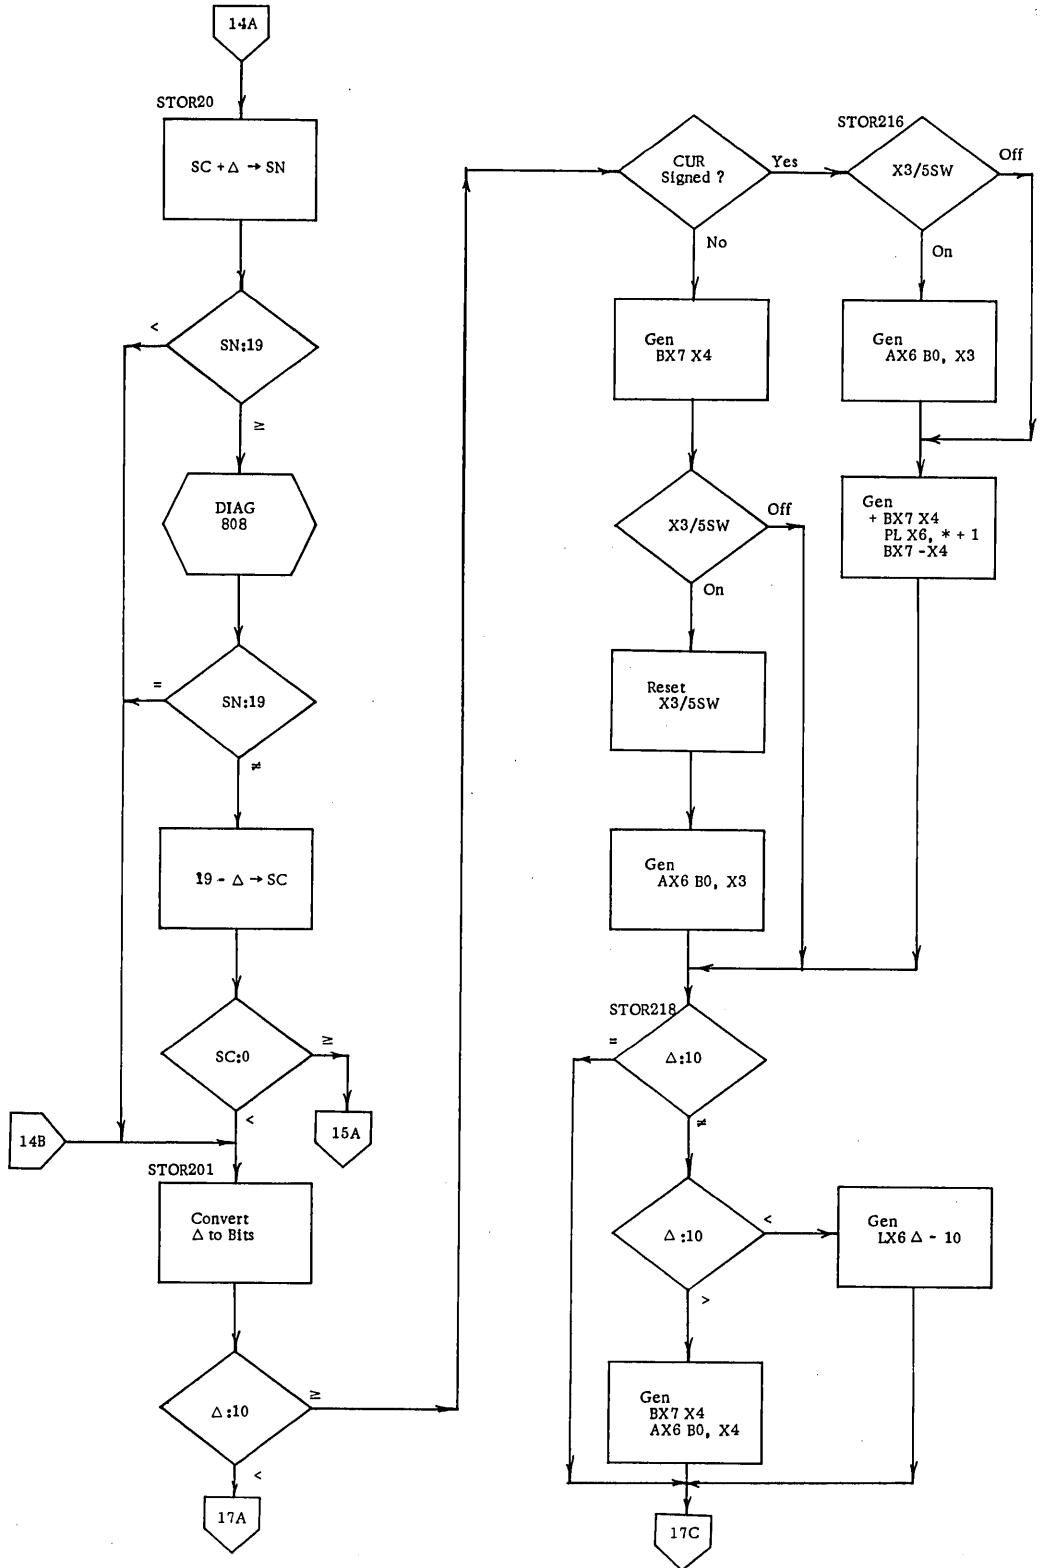 14A
STOR20
SC + Δ → SN
<
SN:19
≥
DIAG
808
=
SN:19
≠
19 - Δ → SC
SC:0
≥
<
14B
15A
STOR201
Convert
Δ to Bits
Δ :10
≥
<
17A
CUR
Signed ?
Yes
No
STOR216
X3/5SW
Off
On
Gen
BX7 X4
Gen
AX6 B0, X3
X3/5SW
Off
On
Gen
+ BX7 X4
PL X6, * + 1
BX7 -X4
Reset
X3/5SW
Gen
AX6 B0, X3
STOR218
=
Δ :10
≠
Δ :10
<
>
Gen
LX6 Δ - 10
Gen
BX7 X4
AX6 B0, X4
17C